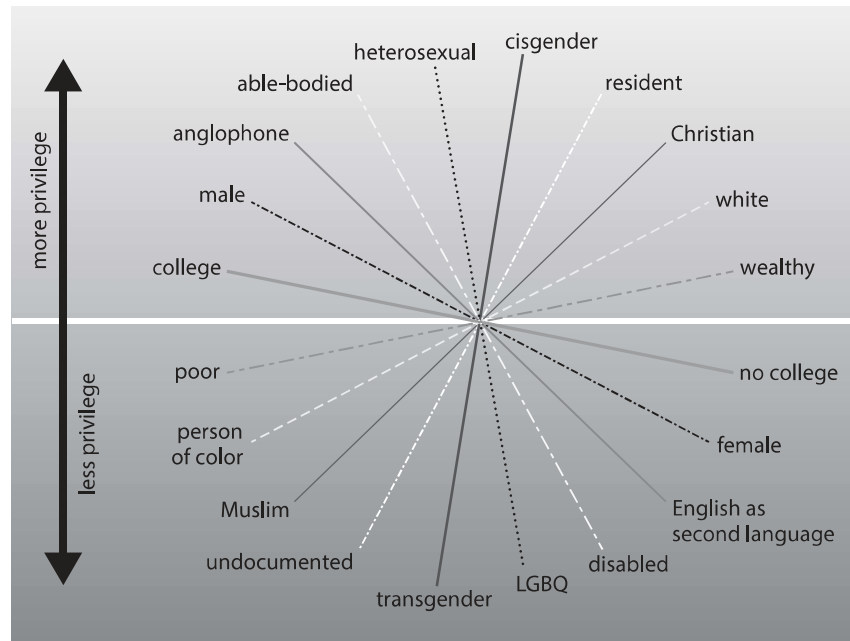 cisgender
heterosexual
able-bodied
resident
anglophone
Christian
male
white
college
wealthy
more privilege
less privilege
poor
no college
person
of color
female
Muslim
English as
second language
undocumented
disabled
LGBQ
transgender